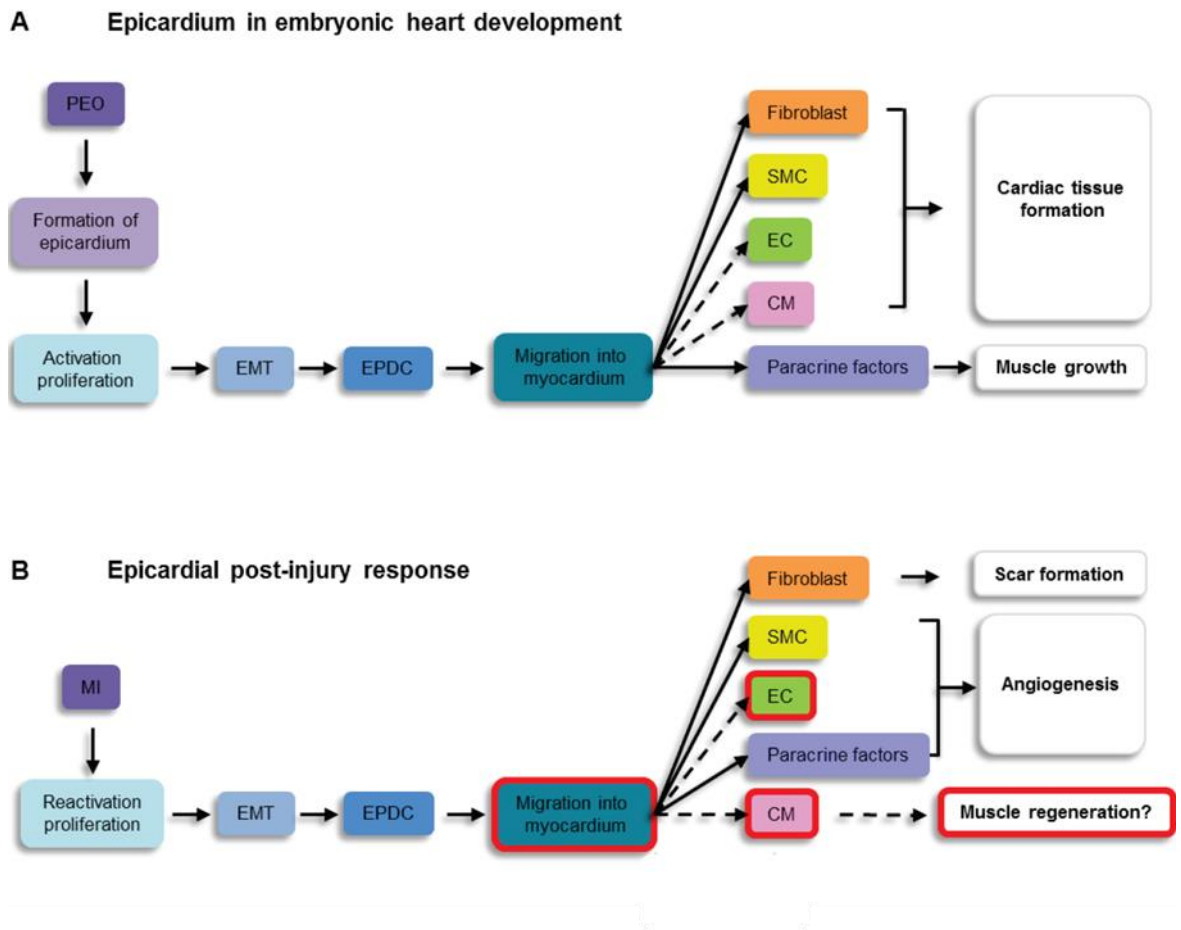 A Epicardium in embryonic heart development
PEO
Formation of
epicardium
Activation
proliferation
EMT
EPDC
Migration into
myocardium
Fibroblast
SMC
EC
CM
Paracrine factors
Cardiac tissue
formation
Muscle growth
B Epicardial post-injury response
MI
Reactivation
proliferation
EMT
EPDC
Migration into
myocardium
Fibroblast
SMC
EC
Paracrine factors
CM
Scar formation
Angiogenesis
Muscle regeneration?